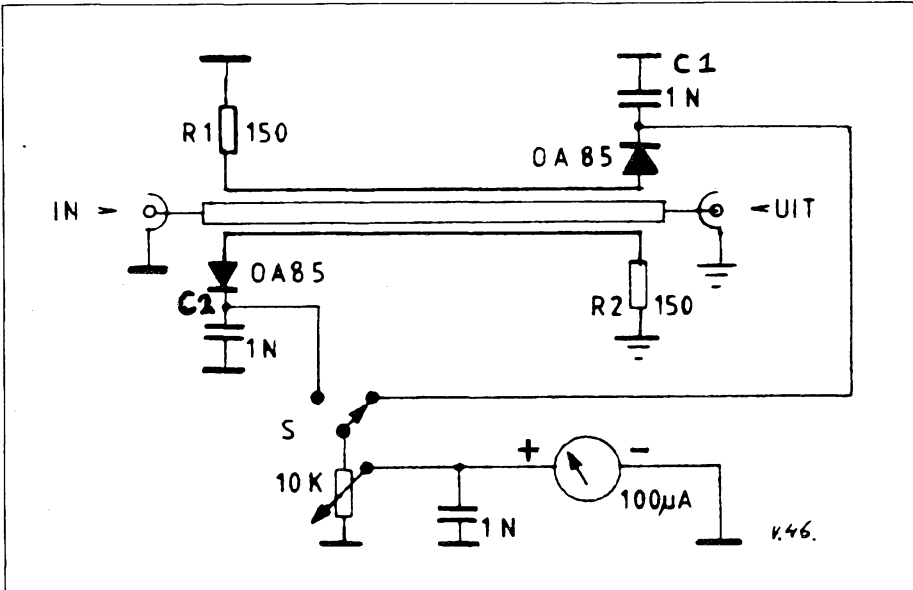 C1
1N
R1 150
OA85
IN >
< UIT
OA85
C2
1N
R2 150
S
10K
+ -
100µA
1N
V.46.